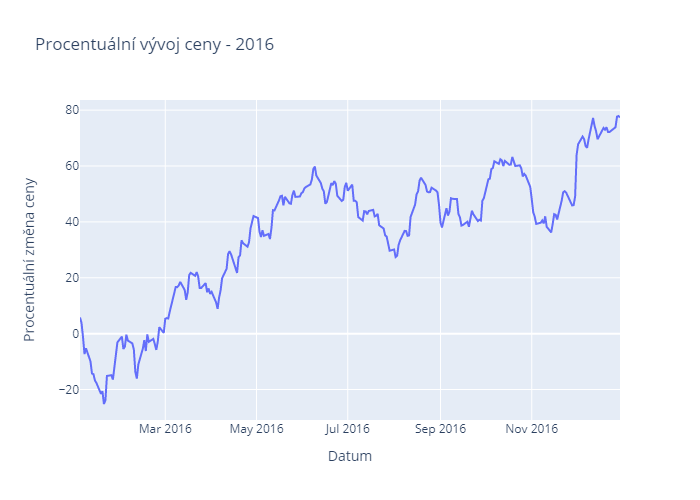 Procentuální vývoj ceny - 2016
Procentuální změna ceny
80
60
40
20
0
−20
Mar 2016 May 2016 Jul 2016 Sep 2016 Nov 2016
Datum